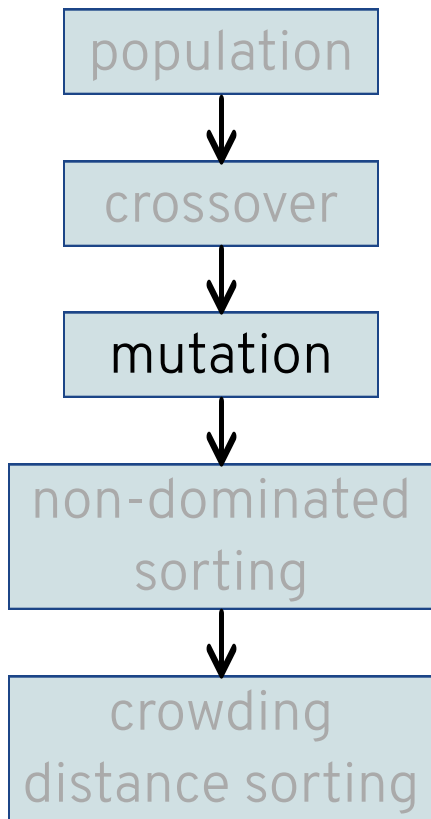 population
crossover
mutation
non-dominated
sorting
crowding
distance sorting